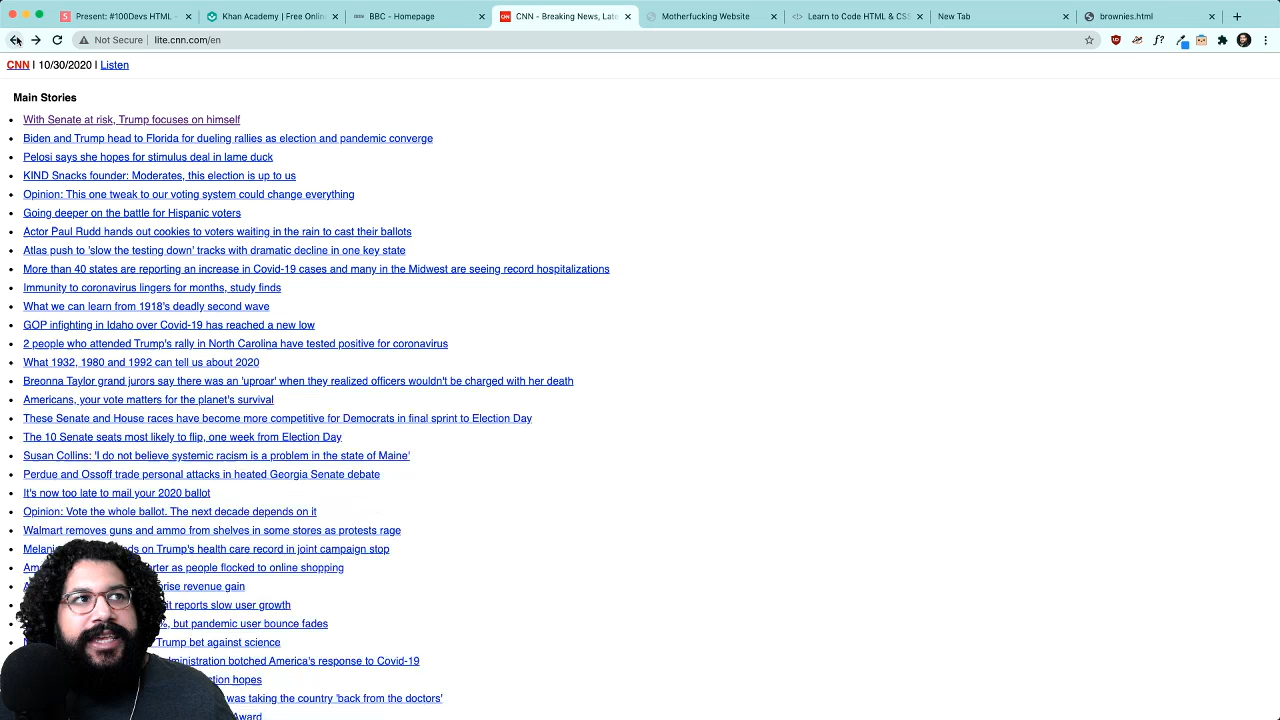 Present: #100Devs HTML -
Khan Academy | Free Onlin
BBC - Homepage
CNN - Breaking News, Late
Motherfucking Website
Learn to Code HTML & CSS
New Tab
brownies.html
Not Secure | lite.cnn.com/en
CNN | 10/30/2020 | Listen
Main Stories
With Senate at risk, Trump focuses on himself
Biden and Trump head to Florida for dueling rallies as election and pandemic converge
Pelosi says she hopes for stimulus deal in lame duck
KIND Snacks founder: Moderates, this election is up to us
Opinion: This one tweak to our voting system could change everything
Going deeper on the battle for Hispanic voters
Actor Paul Rudd hands out cookies to voters waiting in the rain to cast their ballots
Atlas push to 'slow the testing down' tracks with dramatic decline in one key state
More than 40 states are reporting an increase in Covid-19 cases and many in the Midwest are seeing record hospitalizations
Immunity to coronavirus lingers for months, study finds
What we can learn from 1918's deadly second wave
GOP infighting in Idaho over Covid-19 has reached a new low
2 people who attended Trump's rally in North Carolina have tested positive for coronavirus
What 1932, 1980 and 1992 can tell us about 2020
Breonna Taylor grand jurors say there was an 'uproar' when they realized officers wouldn't be charged with her death
Americans, your vote matters for the planet's survival
These Senate and House races have become more competitive for Democrats in final sprint to Election Day
The 10 Senate seats most likely to flip, one week from Election Day
Susan Collins: 'I do not believe systemic racism is a problem in the state of Maine'
Perdue and Ossoff trade personal attacks in heated Georgia Senate debate
It's now too late to mail your 2020 ballot
Opinion: Vote the whole ballot. The next decade depends on it
Walmart removes guns and ammo from shelves in some stores as protests rage
on Trump's health care record in joint campaign stop
as people flocked to online shopping
revenue gain
reports slow user growth
but pandemic user bounce fades
Trump bet against science
botched America's response to Covid-19
hopes
was taking the country 'back from the doctors'
Award